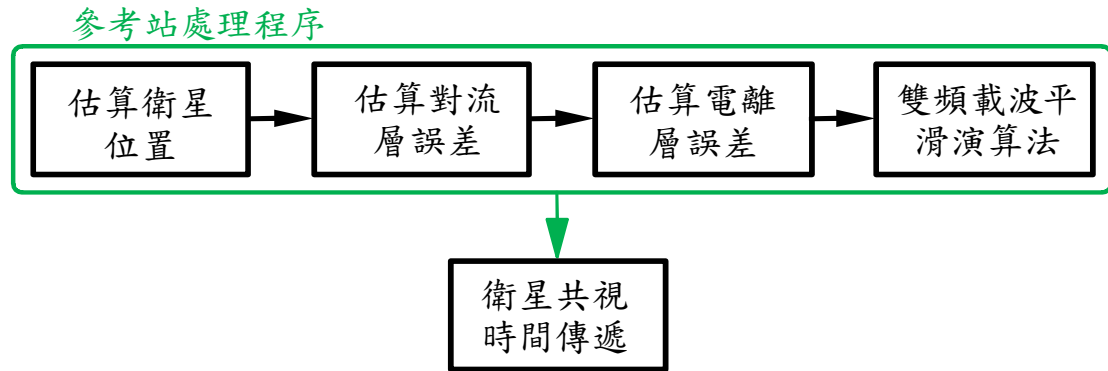 參考站處理程序
估算衛星
位置
估算對流
層誤差
估算電離
層誤差
雙頻載波平
滑演算法
衛星共視
時間傳遞